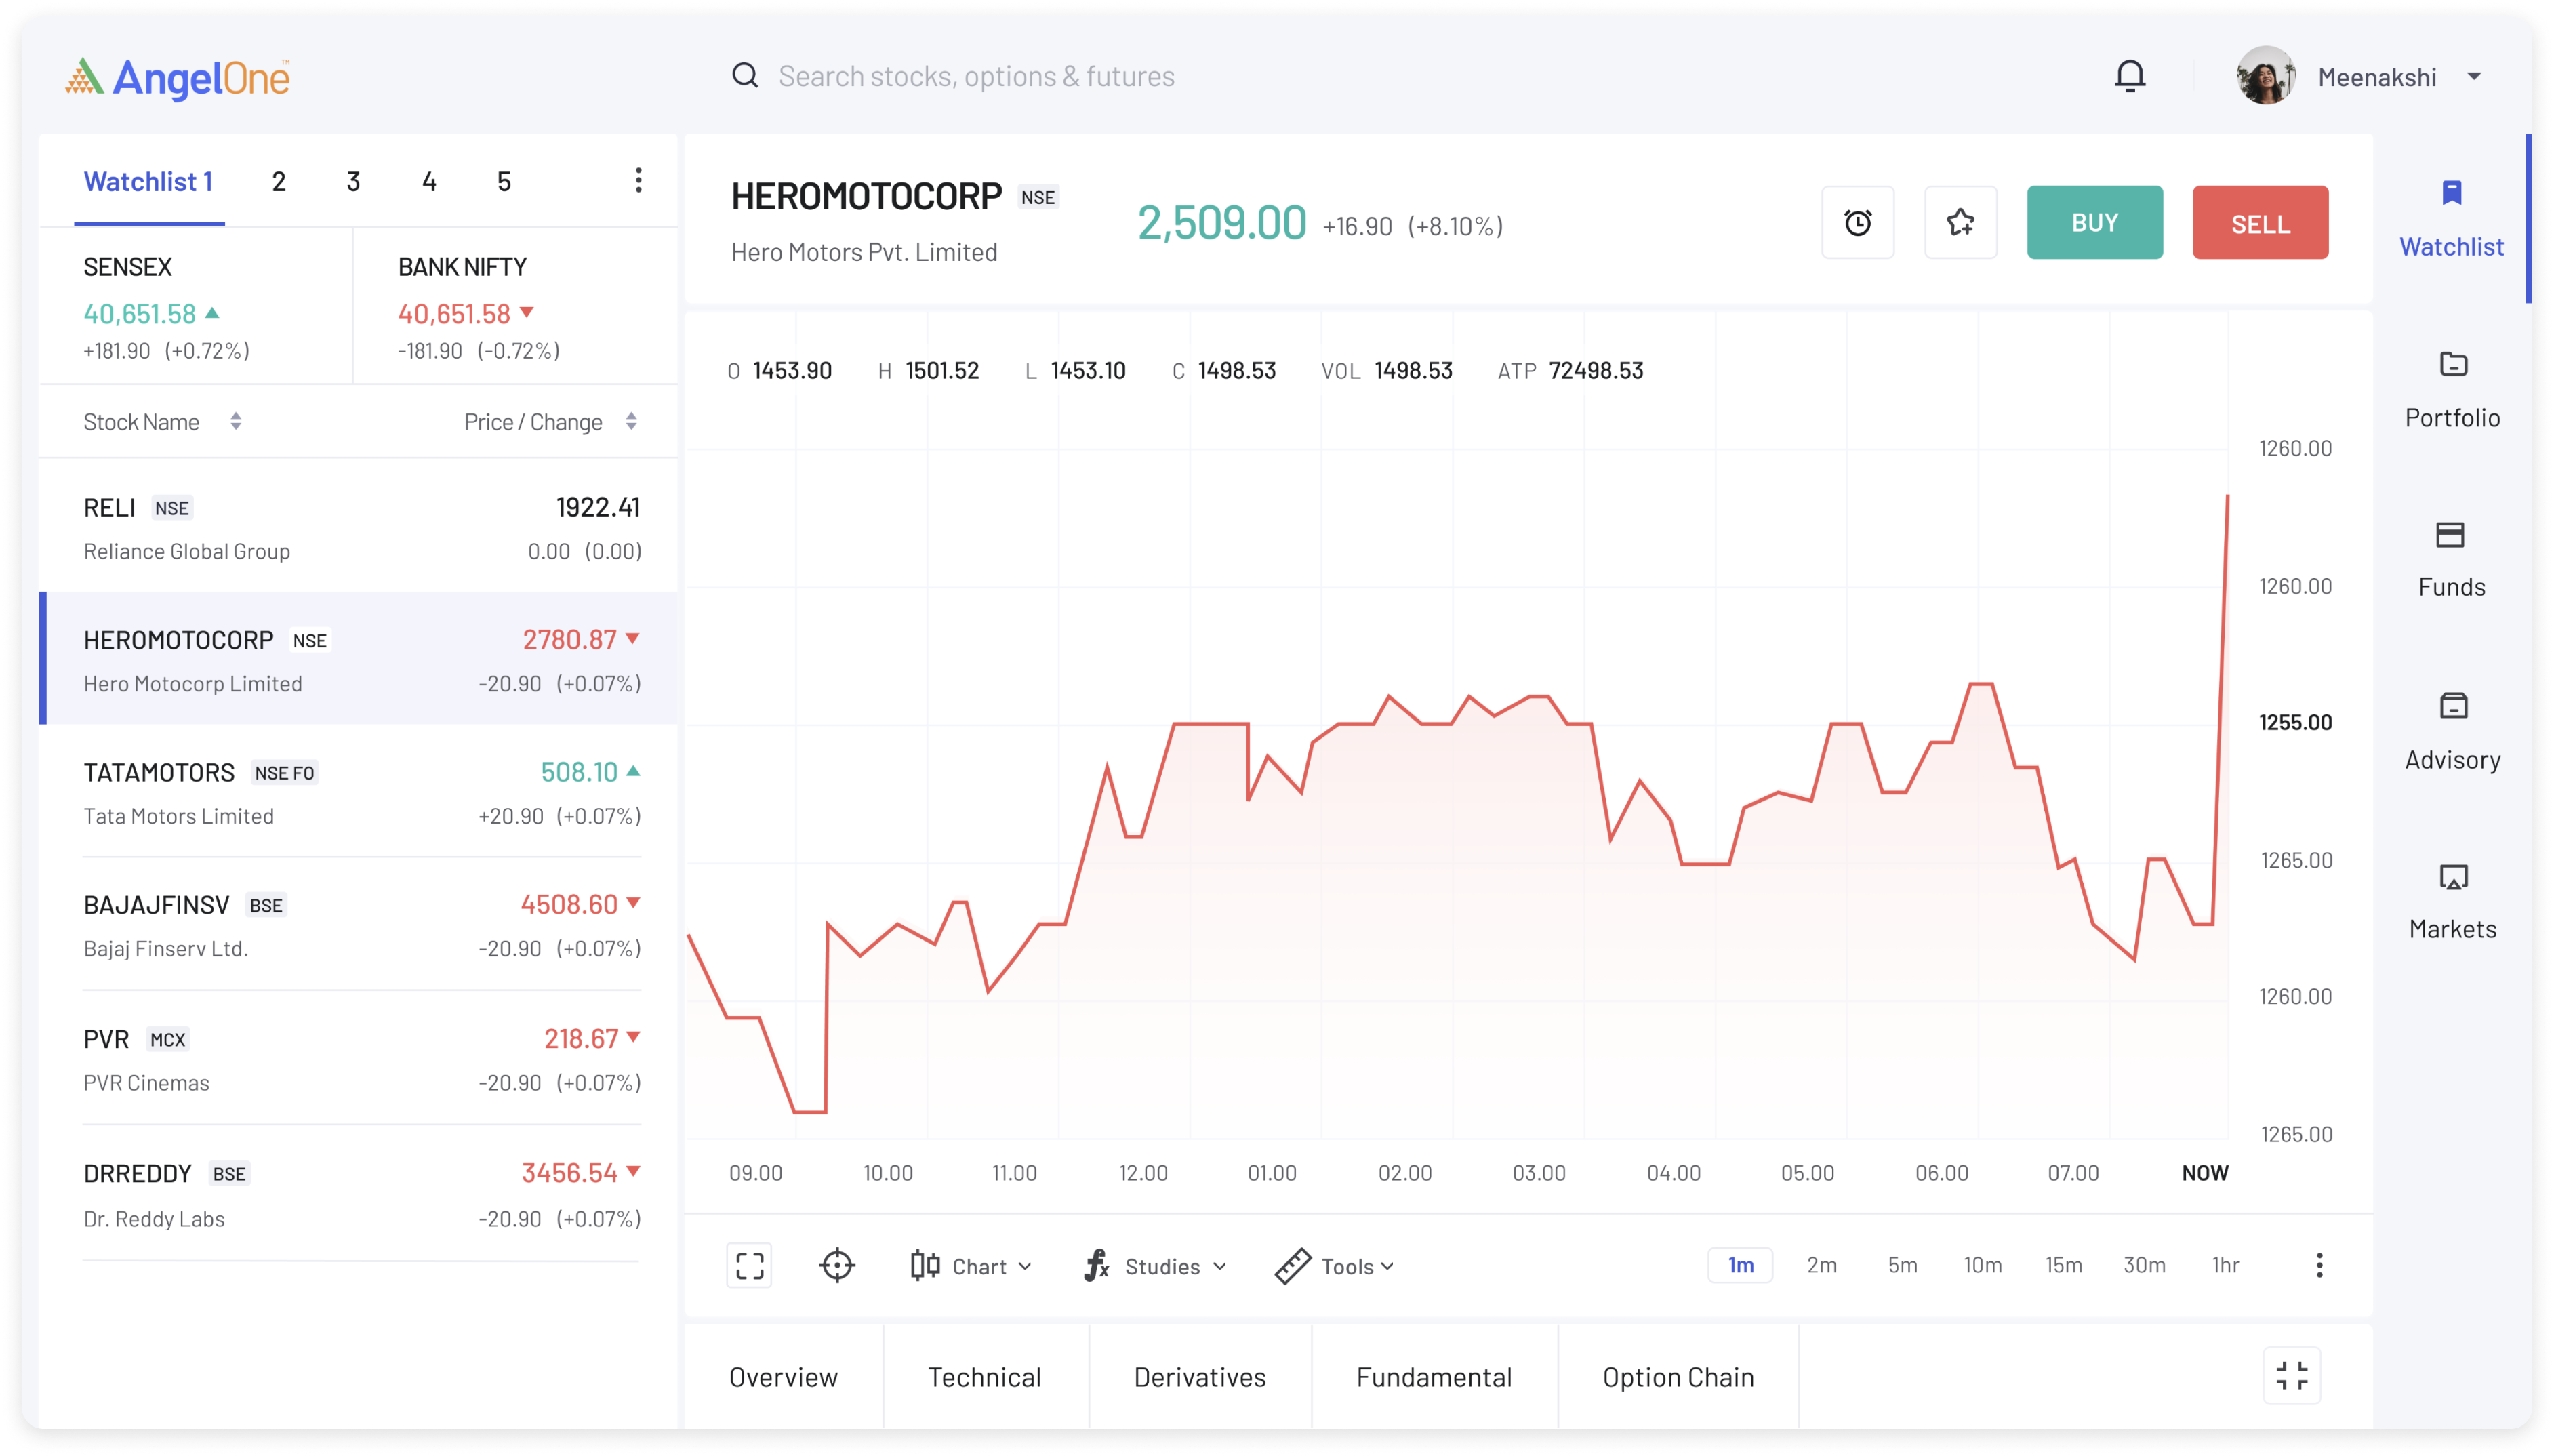 AngelOne™
Search stocks, options & futures
Meenakshi
Watchlist 1 2 3 4 5
SENSEX
40,651.58
+181.90 (+0.72%)
BANK NIFTY
40,651.58
-181.90 (-0.72%)
Stock Name Price / Change
RELI NSE 1922.41
Reliance Global Group 0.00 (0.00)
HEROMOTOCORP NSE 2780.87
Hero Motocorp Limited -20.90 (+0.07%)
TATAMOTORS NSE FO 508.10
Tata Motors Limited +20.90 (+0.07%)
BAJAJFINSV BSE 4508.60
Bajaj Finserv Ltd. -20.90 (+0.07%)
PVR MCX 218.67
PVR Cinemas -20.90 (+0.07%)
DRREDDY BSE 3456.54
Dr. Reddy Labs -20.90 (+0.07%)
HEROMOTOCORP NSE
Hero Motors Pvt. Limited
2,509.00 +16.90 (+8.10%)
BUY
SELL
O 1453.90 H 1501.52 L 1453.10 C 1498.53 VOL 1498.53 ATP 72498.53
1260.00
1260.00
1255.00
1265.00
1260.00
1265.00
09.00 10.00 11.00 12.00 01.00 02.00 03.00 04.00 05.00 06.00 07.00 NOW
Chart fx Studies Tools 1m 2m 5m 10m 15m 30m 1hr
Overview Technical Derivatives Fundamental Option Chain
Watchlist
Portfolio
Funds
Advisory
Markets